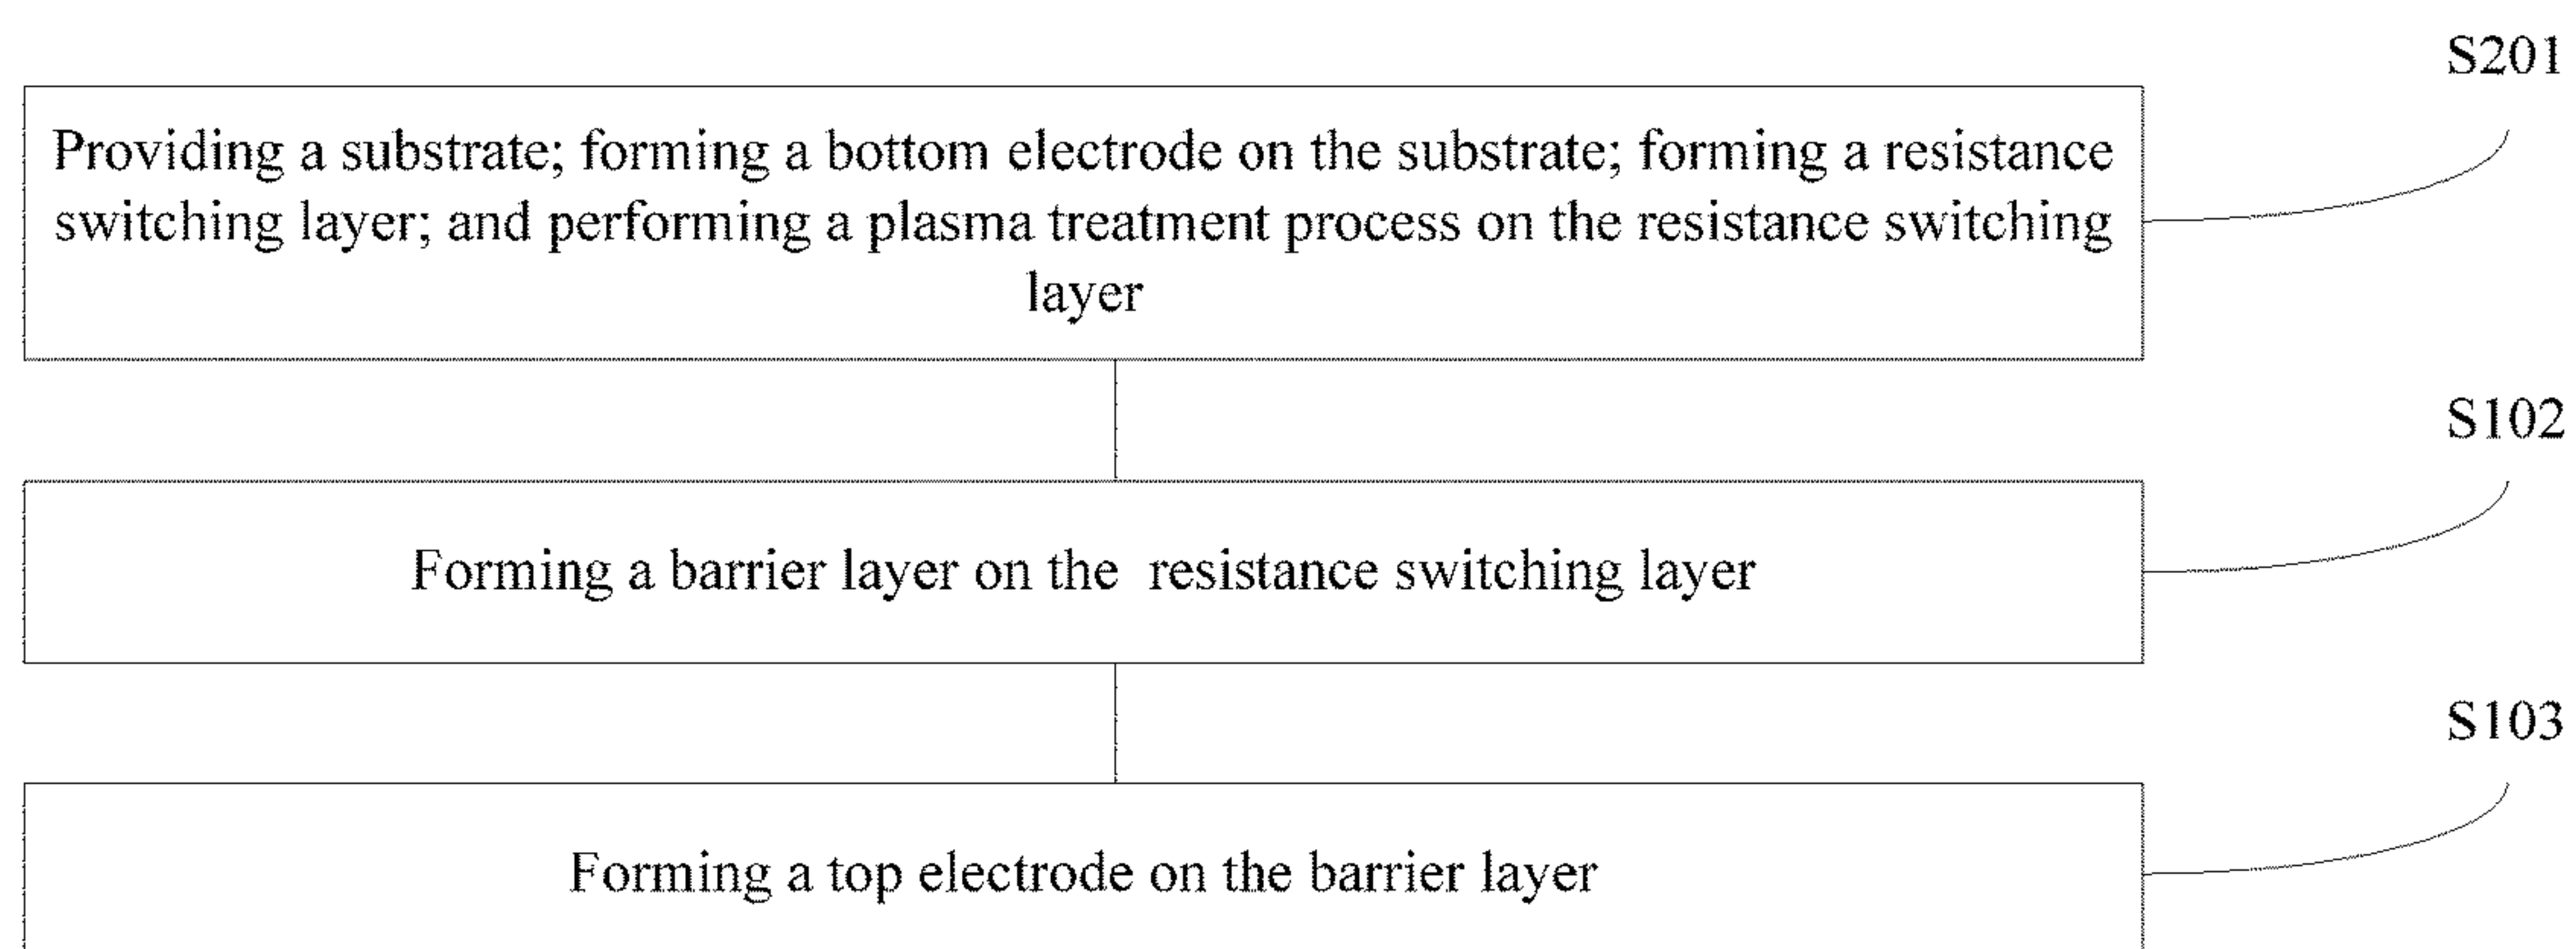 S201
Providing a substrate; forming a bottom electrode on the substrate; forming a resistance
switching layer; and performing a plasma treatment process on the resistance switching
layer
S102
Forming a barrier layer on the  resistance switching layer
S103
Forming a top electrode on the barrier layer